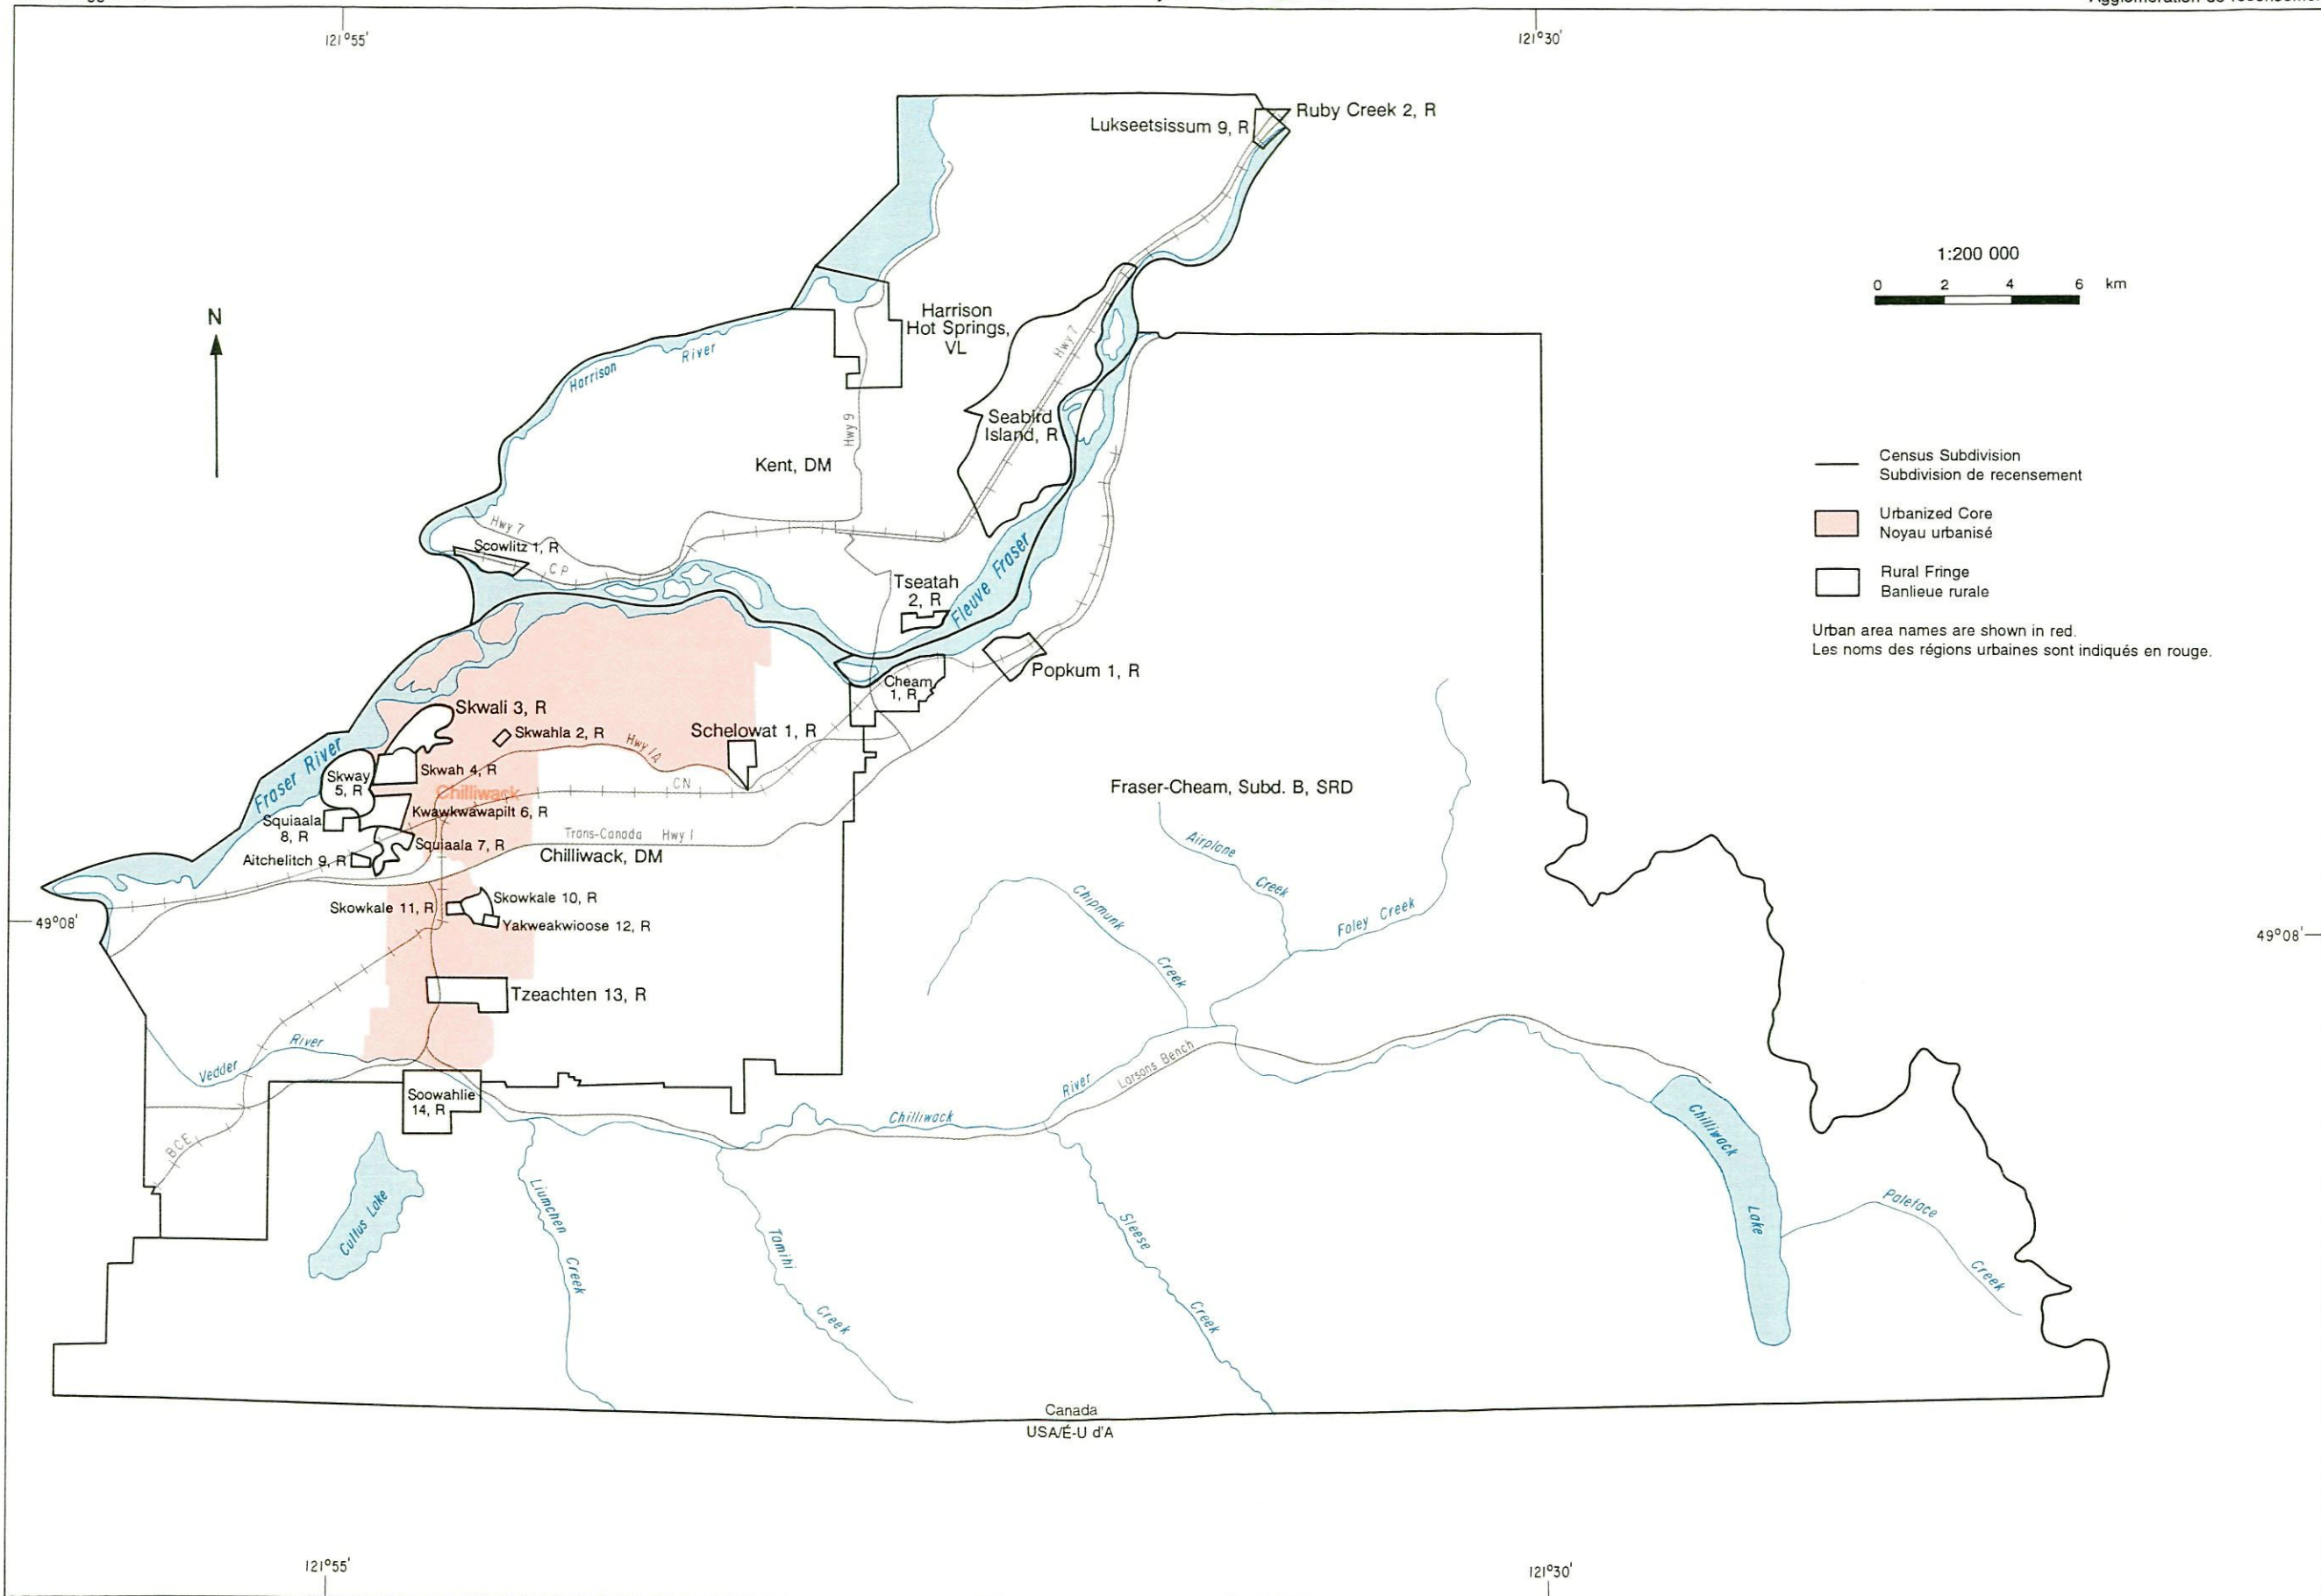 121°55'
121°30'
Lukseetsissum 9, R
Ruby Creek 2, R
1:200 000
0 2 4 6 km
N
Harrison
Hot Springs,
VL
Harrison River
Hwy 7
Hwy 9
Seabird
Island, R
Kent, DM
Census Subdivision
Subdivision de recensement
Urbanized Core
Noyau urbanisé
Rural Fringe
Banlieue rurale
Urban area names are shown in red.
Les noms des régions urbaines sont indiqués en rouge.
Hwy 7
Scowlitz 1, R
CP
Tseatah
2, R
Fleuve Fraser
Popkum 1, R
Cheam
1, R
Skwali 3, R
Skwahla 2, R
Schelowat 1, R
Hwy 1A
Fraser River
Skway
5, R
Skwah 4, R
CN
Chilliwack
Fraser-Cheam, Subd. B, SRD
Kwawkwawapilt 6, R
Squiaala
8, R
Trans-Canada Hwy 1
Squiaala 7, R
Chilliwack, DM
Aitchelitch 9, R
Airplane Creek
Chipmunk Creek
Foley Creek
Skowkale 10, R
Skowkale 11, R
Yakweakwioose 12, R
49°08'
49°08'
Tzeachten 13, R
Vedder River
Larsons Bench
Chilliwack River
Soowahlie
14, R
BCE
Chilliwack Lake
Cultus Lake
Liumchen Creek
Tamihi Creek
Sleese Creek
Paleface Creek
Canada
USA/É-U d'A
121°55'
121°30'